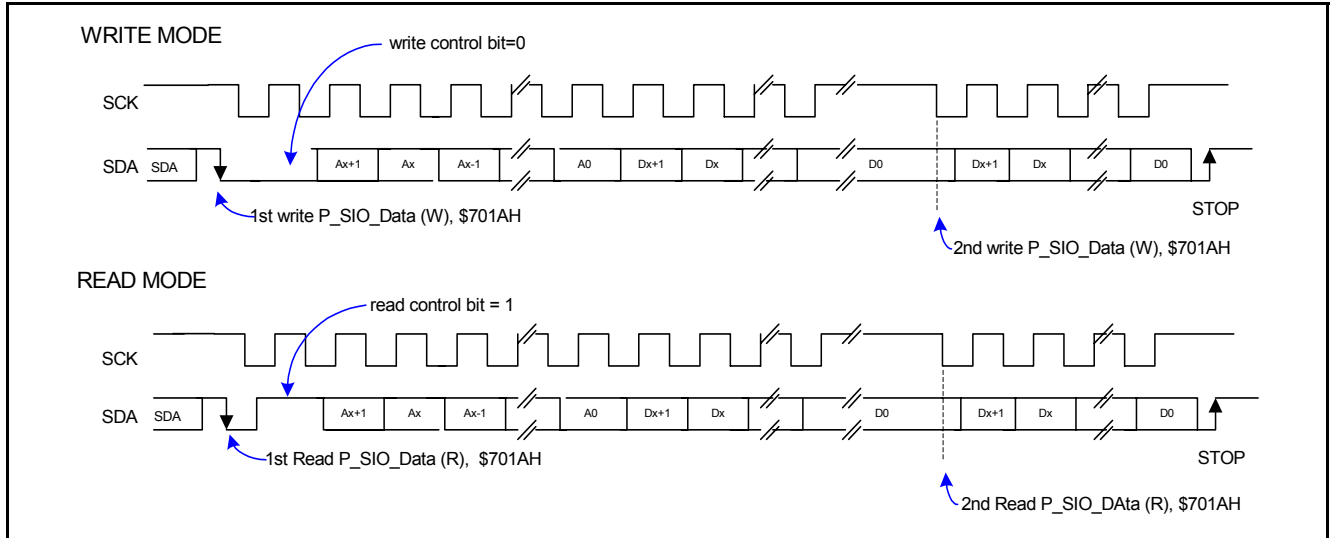 WRITE MODE
write control bit=0
SCK
SDA SDA Ax+1 Ax Ax-1 A0 Dx+1 Dx D0 Dx+1 Dx D0
1st write P_SIO_Data (W), $701AH
STOP
2nd write P_SIO_Data (W), $701AH
READ MODE
read control bit = 1
SCK
SDA SDA Ax+1 Ax Ax-1 A0 Dx+1 Dx D0 Dx+1 Dx D0
1st Read P_SIO_Data (R), $701AH
STOP
2nd Read P_SIO_DAta (R), $701AH